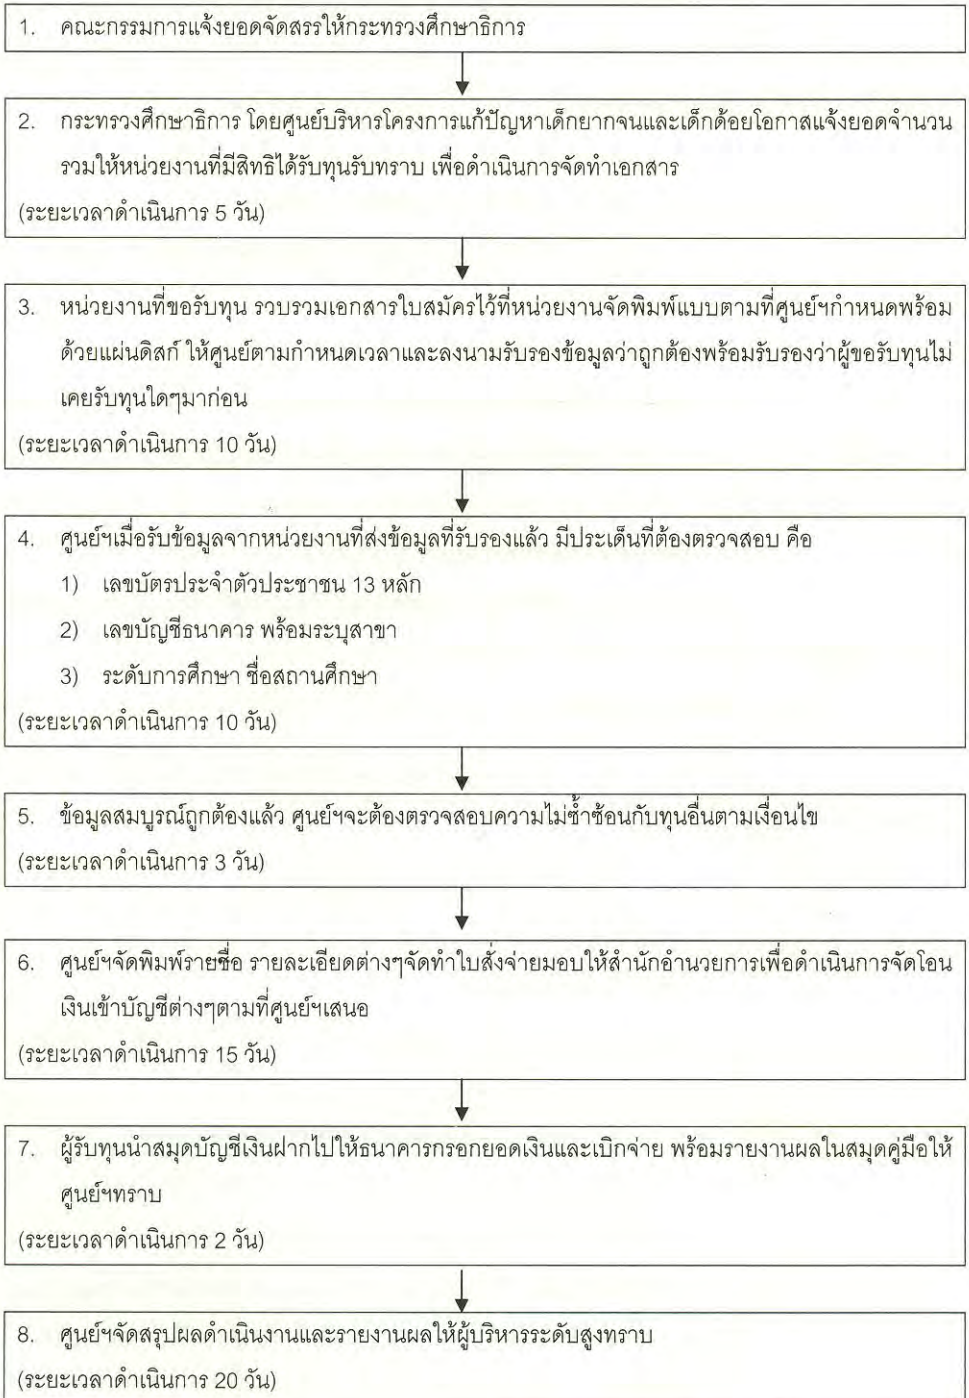 1. คณะกรรมการแจ้งยอดจัดสรรให้กระทรวงศึกษาธิการ
2. กระทรวงศึกษาธิการ โดยศูนย์บริหารโครงการแก้ปัญหาเด็กยากจนและเด็กด้อยโอกาสแจ้งยอดจำนวน
รวมให้หน่วยงานที่มีสิทธิได้รับทุนรับทราบ เพื่อดำเนินการจัดทำเอกสาร
(ระยะเวลาดำเนินการ 5 วัน)
3. หน่วยงานที่ขอรับทุน รวบรวมเอกสารใบสมัครไว้ที่หน่วยงานจัดพิมพ์แบบตามที่ศูนย์ฯกำหนดพร้อม
ด้วยแผ่นดิสก์ ให้ศูนย์ตามกำหนดเวลาและลงนามรับรองข้อมูลว่าถูกต้องพร้อมรับรองว่าผู้ขอรับทุนไม่
เคยรับทุนใดๆมาก่อน
(ระยะเวลาดำเนินการ 10 วัน)
4. ศูนย์ฯเมื่อรับข้อมูลจากหน่วยงานที่ส่งข้อมูลที่รับรองแล้ว มีประเด็นที่ต้องตรวจสอบ คือ
1) เลขบัตรประจำตัวประชาชน 13 หลัก
2) เลขบัญชีธนาคาร พร้อมระบุสาขา
3) ระดับการศึกษา ชื่อสถานศึกษา
(ระยะเวลาดำเนินการ 10 วัน)
5. ข้อมูลสมบูรณ์ถูกต้องแล้ว ศูนย์ฯจะต้องตรวจสอบความไม่ซ้ำซ้อนกับทุนอื่นตามเงื่อนไข
(ระยะเวลาดำเนินการ 3 วัน)
6. ศูนย์ฯจัดพิมพ์รายชื่อ รายละเอียดต่างๆจัดทำใบสั่งจ่ายมอบให้สำนักอำนวยการเพื่อดำเนินการจัดโอน
เงินเข้าบัญชีต่างๆตามที่ศูนย์ฯเสนอ
(ระยะเวลาดำเนินการ 15 วัน)
7. ผู้รับทุนนำสมุดบัญชีเงินฝากไปให้ธนาคารกรอกยอดเงินและเบิกจ่าย พร้อมรายงานผลในสมุดคู่มือให้
ศูนย์ฯทราบ
(ระยะเวลาดำเนินการ 2 วัน)
8. ศูนย์ฯจัดสรุปผลดำเนินงานและรายงานผลให้ผู้บริหารระดับสูงทราบ
(ระยะเวลาดำเนินการ 20 วัน)